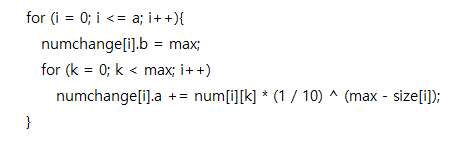 for (i = 0; i <= a; i++){
numchange[i].b = max;
for (k = 0; k < max; i++)
numchange[i].a += num[i][k] * (1 / 10) ^ (max - size[i]);
}